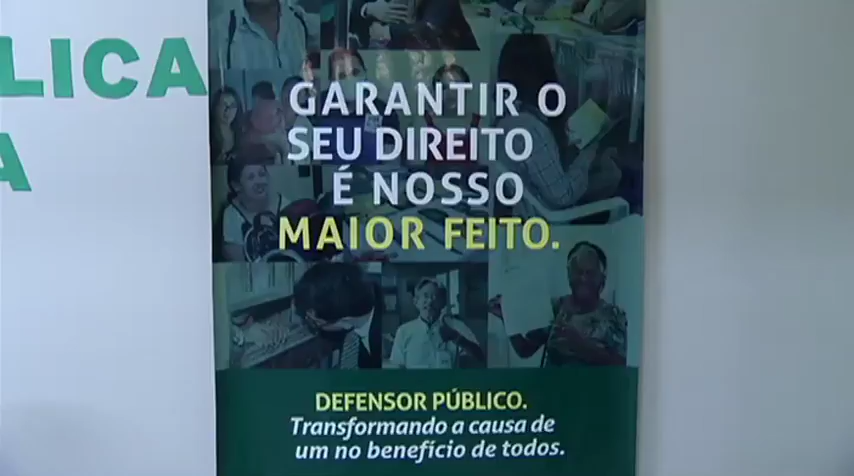 LICA
A
GARANTIR O
SEU DIREITO
É NOSSO
MAIOR FEITO.
DEFENSOR PÚBLICO.
Transformando a causa de
um no benefício de todos.